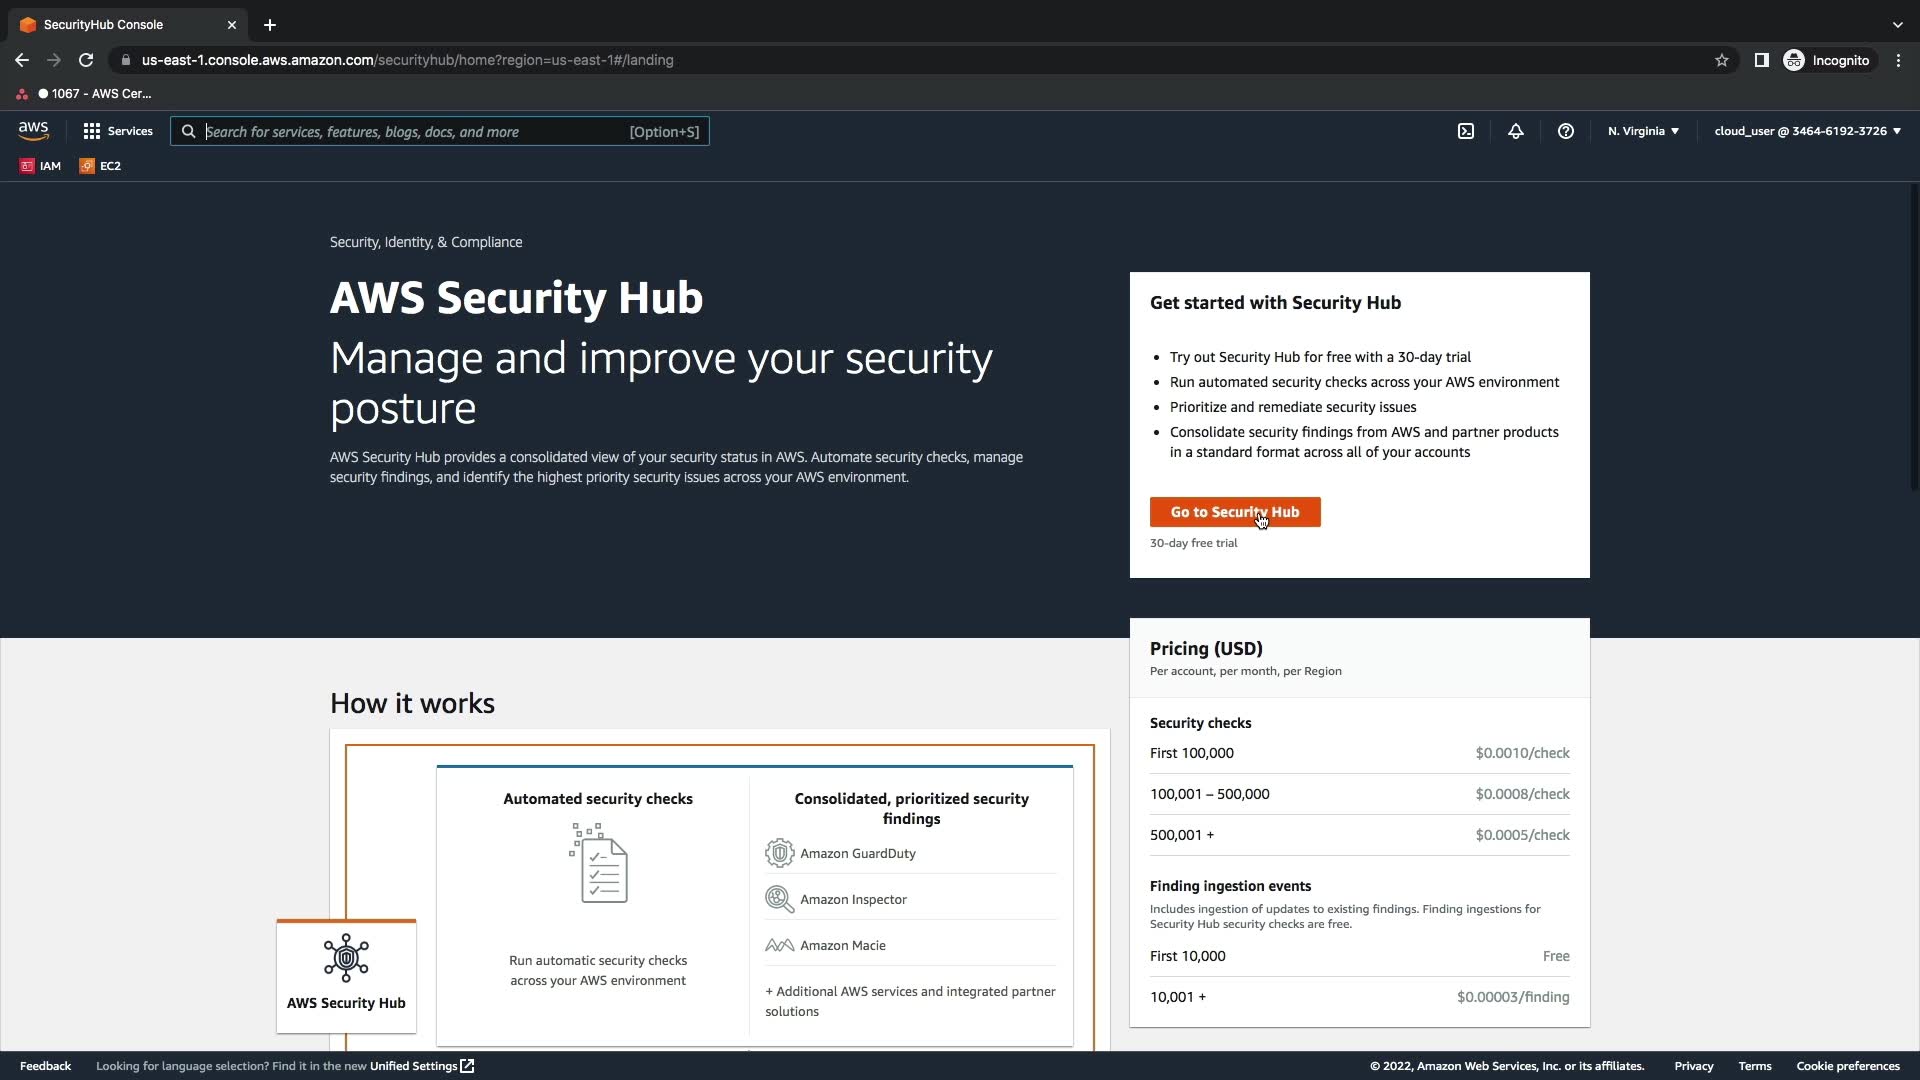 SecurityHub Console
us-east-1.console.aws.amazon.com/securityhub/home?region=us-east-1#/landing
Incognito
1067 - AWS Cer...
aws
Services
Search for services, features, blogs, docs, and more
[Option+S]
N. Virginia
cloud_user @ 3464-6192-3726
IAM
EC2
Security, Identity, & Compliance
AWS Security Hub
Manage and improve your security
posture
AWS Security Hub provides a consolidated view of your security status in AWS. Automate security checks, manage
security findings, and identify the highest priority security issues across your AWS environment.
Get started with Security Hub
• Try out Security Hub for free with a 30-day trial
• Run automated security checks across your AWS environment
• Prioritize and remediate security issues
• Consolidate security findings from AWS and partner products
in a standard format across all of your accounts
Go to Security Hub
30-day free trial
Pricing (USD)
Per account, per month, per Region
Security checks
First 100,000 $0.0010/check
100,001 – 500,000 $0.0008/check
500,001 + $0.0005/check
Finding ingestion events
Includes ingestion of updates to existing findings. Finding ingestions for
Security Hub security checks are free.
First 10,000 Free
10,001 + $0.00003/finding
How it works
AWS Security Hub
Automated security checks
Run automatic security checks
across your AWS environment
Consolidated, prioritized security
findings
Amazon GuardDuty
Amazon Inspector
Amazon Macie
+ Additional AWS services and integrated partner
solutions
Feedback
Looking for language selection? Find it in the new Unified Settings
© 2022, Amazon Web Services, Inc. or its affiliates.
Privacy
Terms
Cookie preferences